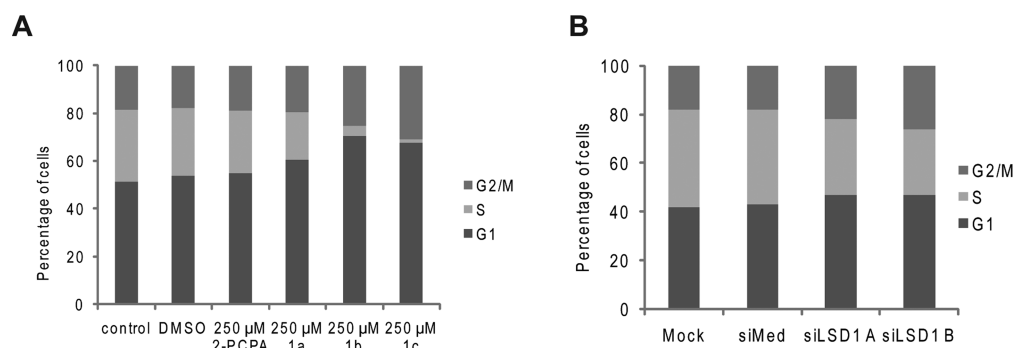 A
B
Percentage of cells
100
80
60
40
20
0
control DMSO 250 µM 250 µM 250 µM 250 µM
2-PCPA 1a 1b 1c
G2/M
S
G1
Percentage of cells
100
80
60
40
20
0
Mock siMed siLSD1A siLSD1B
G2/M
S
G1